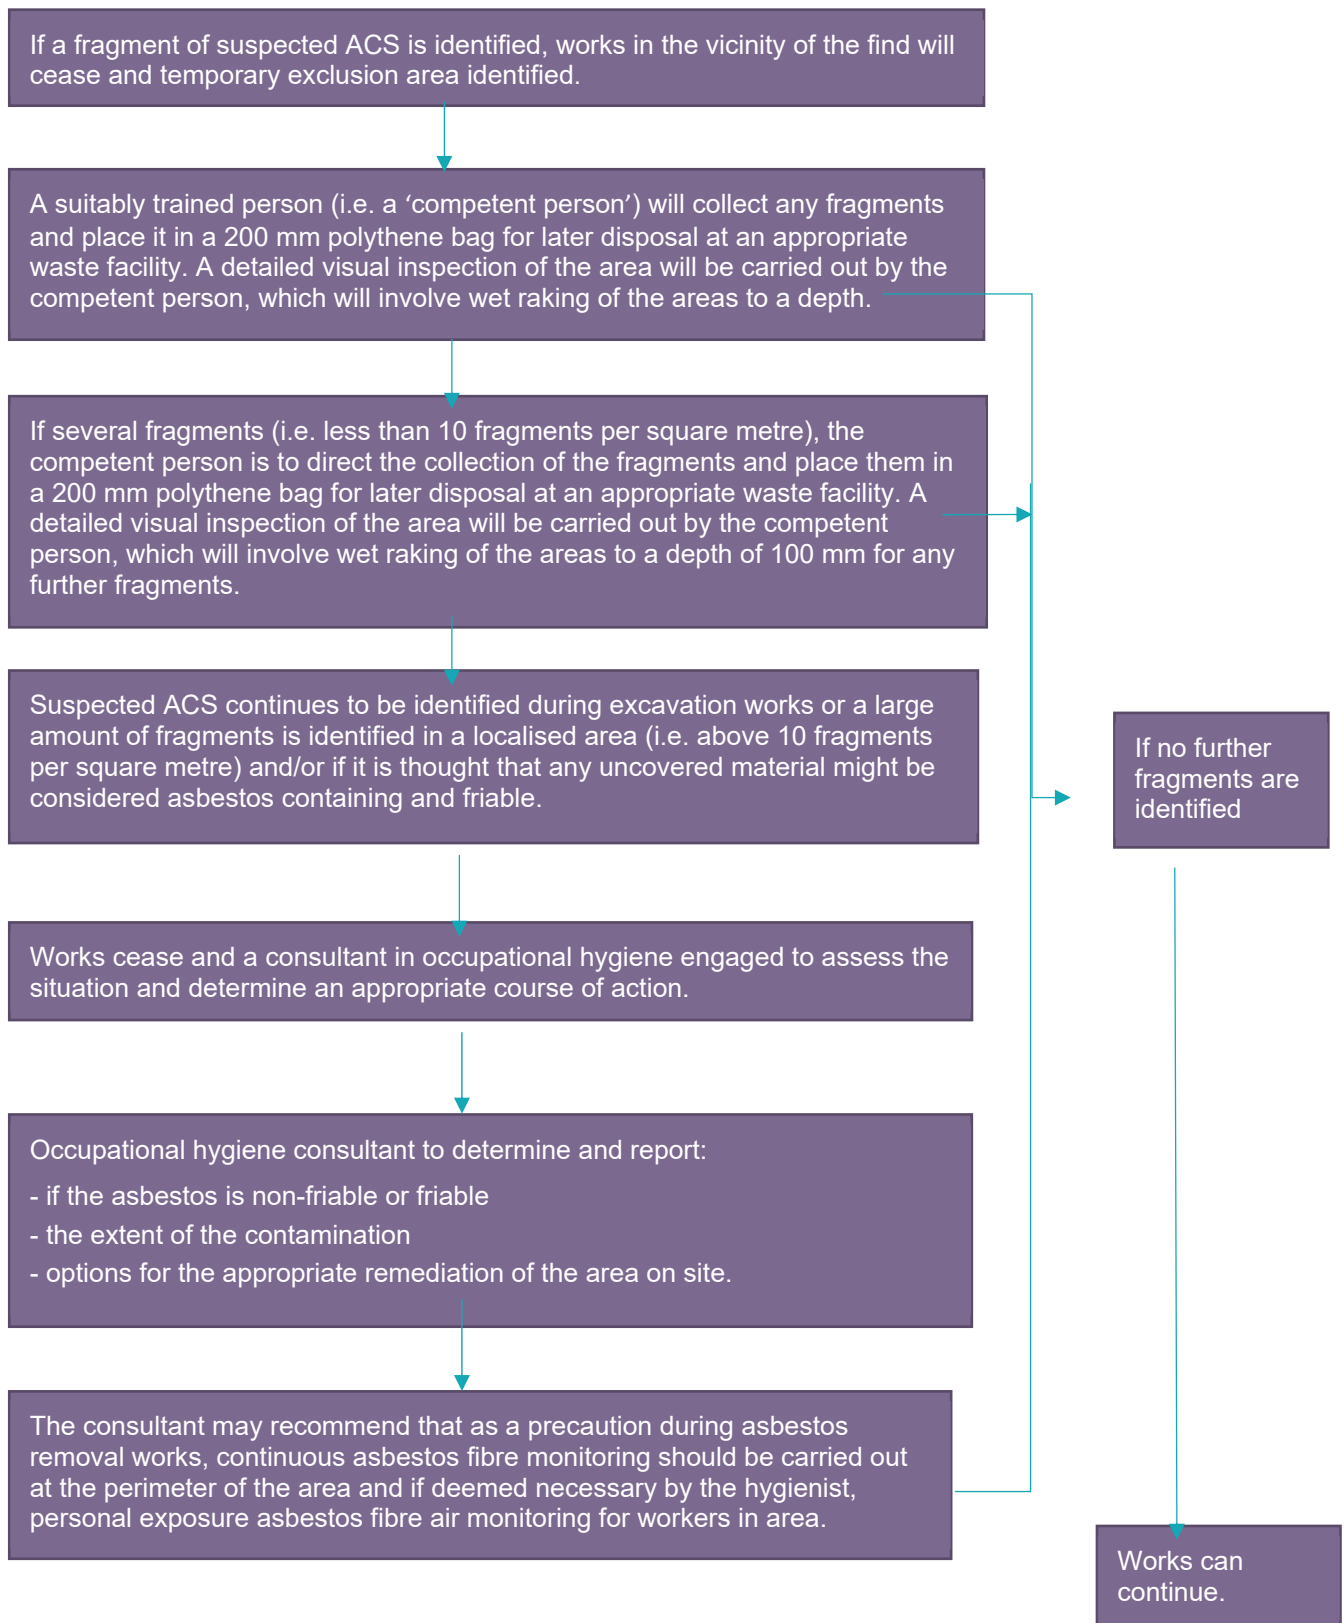 If a fragment of suspected ACS is identified, works in the vicinity of the find will
cease and temporary exclusion area identified.
A suitably trained person (i.e. a ‘competent person’) will collect any fragments
and place it in a 200 mm polythene bag for later disposal at an appropriate
waste facility. A detailed visual inspection of the area will be carried out by the
competent person, which will involve wet raking of the areas to a depth.
If several fragments (i.e. less than 10 fragments per square metre), the
competent person is to direct the collection of the fragments and place them in
a 200 mm polythene bag for later disposal at an appropriate waste facility. A
detailed visual inspection of the area will be carried out by the competent
person, which will involve wet raking of the areas to a depth of 100 mm for any
further fragments.
Suspected ACS continues to be identified during excavation works or a large
amount of fragments is identified in a localised area (i.e. above 10 fragments
per square metre) and/or if it is thought that any uncovered material might be
considered asbestos containing and friable.
If no further
fragments are
identified
Works cease and a consultant in occupational hygiene engaged to assess the
situation and determine an appropriate course of action.
Occupational hygiene consultant to determine and report:
- if the asbestos is non-friable or friable
- the extent of the contamination
- options for the appropriate remediation of the area on site.
The consultant may recommend that as a precaution during asbestos
removal works, continuous asbestos fibre monitoring should be carried out
at the perimeter of the area and if deemed necessary by the hygienist,
personal exposure asbestos fibre air monitoring for workers in area.
Works can
continue.